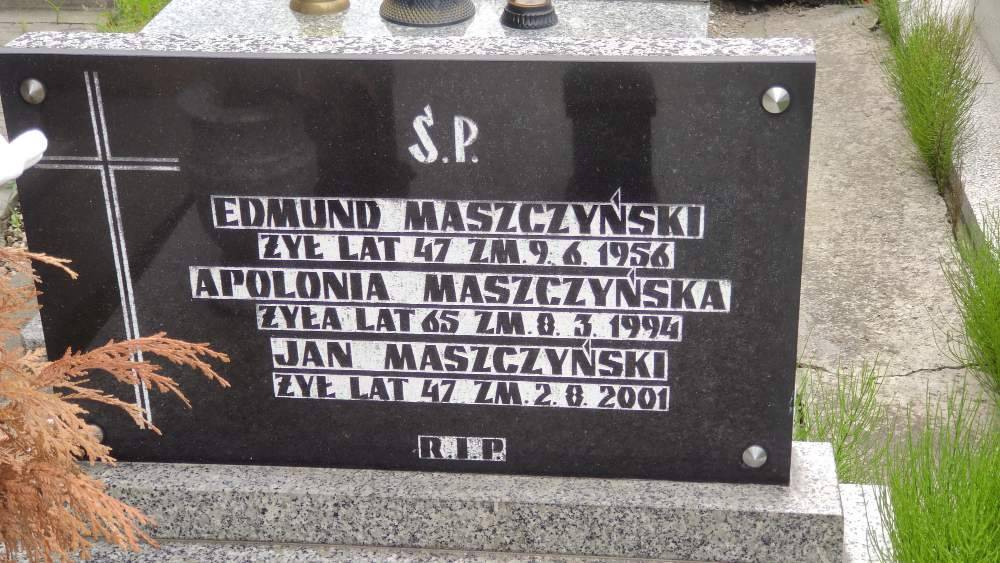 Ś.P.
EDMUND MASZCZYŃSKI
ŻYŁ LAT 47 ZM. 9. 6. 1956
APOLONIA MASZCZYŃSKA
ŻYŁA LAT 65 ZM. 8. 3. 1994
JAN MASZCZYŃSKI
ŻYŁ LAT 47 ZM. 2. 8. 2001
R.I.P.